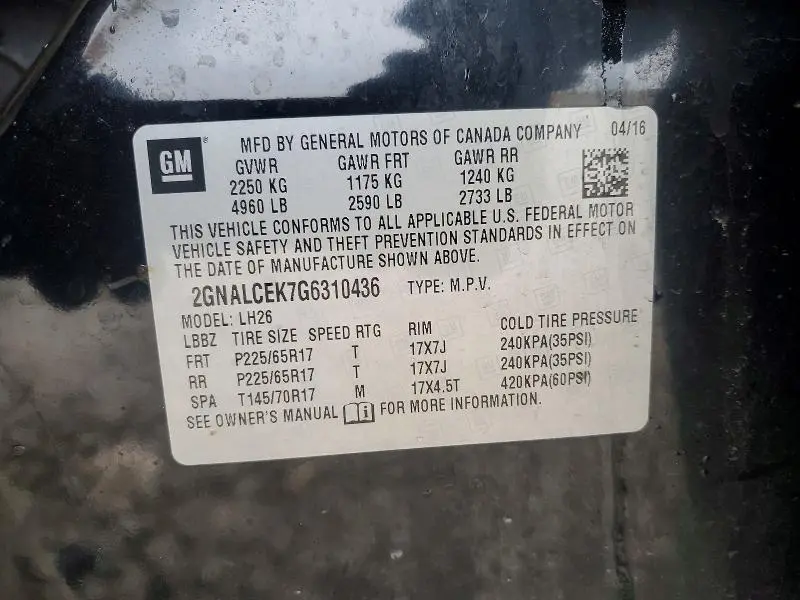 GM
MFD BY GENERAL MOTORS OF CANADA COMPANY 04/16
GVWR GAWR FRT GAWR RR
2250 KG 1175 KG 1240 KG
4960 LB 2590 LB 2733 LB
THIS VEHICLE CONFORMS TO ALL APPLICABLE U.S. FEDERAL MOTOR
VEHICLE SAFETY AND THEFT PREVENTION STANDARDS IN EFFECT ON
THE DATE OF MANUFACTURE SHOWN ABOVE.
2GNALCEK7G6310436 TYPE: M.P.V.
MODEL: LH26
LBBZ TIRE SIZE SPEED RTG RIM COLD TIRE PRESSURE
FRT P225/65R17 T 17X7J 240KPA(35PSI)
RR P225/65R17 T 17X7J 240KPA(35PSI)
SPA T145/70R17 M 17X4.5T 420KPA(60PSI)
SEE OWNER'S MANUAL FOR MORE INFORMATION.